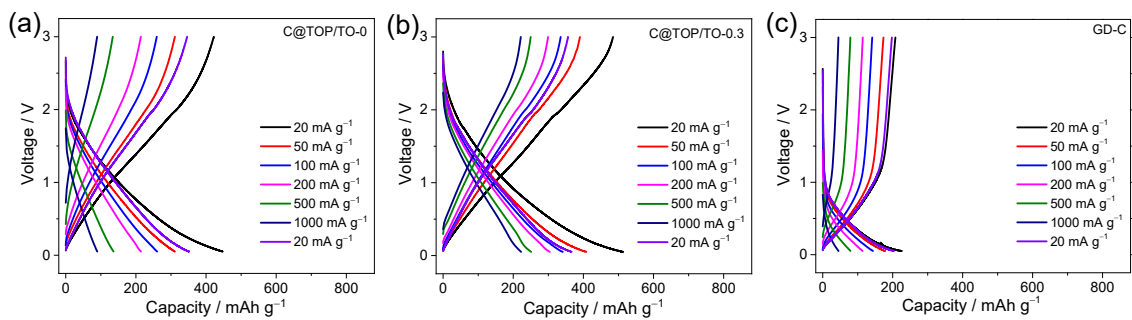 (a)
C@TOP/TO-0
3
2
1
0
Voltage / V
20 mA g⁻¹
50 mA g⁻¹
100 mA g⁻¹
200 mA g⁻¹
500 mA g⁻¹
1000 mA g⁻¹
20 mA g⁻¹
0 200 400 600 800
Capacity / mAh g⁻¹
(b)
C@TOP/TO-0.3
3
2
1
0
Voltage / V
20 mA g⁻¹
50 mA g⁻¹
100 mA g⁻¹
200 mA g⁻¹
500 mA g⁻¹
1000 mA g⁻¹
20 mA g⁻¹
0 200 400 600 800
Capacity / mAh g⁻¹
(c)
GD-C
3
2
1
0
Voltage / V
20 mA g⁻¹
50 mA g⁻¹
100 mA g⁻¹
200 mA g⁻¹
500 mA g⁻¹
1000 mA g⁻¹
20 mA g⁻¹
0 200 400 600 800
Capacity / mAh g⁻¹